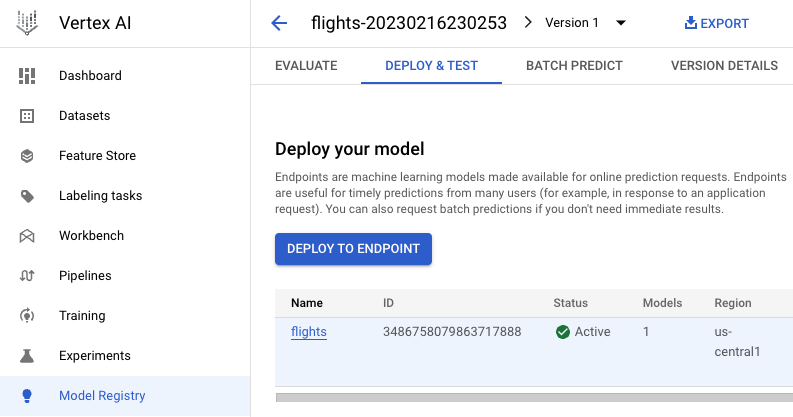 Vertex AI
flights-20230216230253
Version 1
EXPORT
Dashboard
Datasets
Feature Store
Labeling tasks
Workbench
Pipelines
Training
Experiments
Model Registry
EVALUATE DEPLOY & TEST BATCH PREDICT VERSION DETAILS
Deploy your model
Endpoints are machine learning models made available for online prediction requests. Endpoints
are useful for timely predictions from many users (for example, in response to an application
request). You can also request batch predictions if you don't need immediate results.
DEPLOY TO ENDPOINT
Name ID Status Models Region
flights 3486758079863717888 Active 1 us-
central1